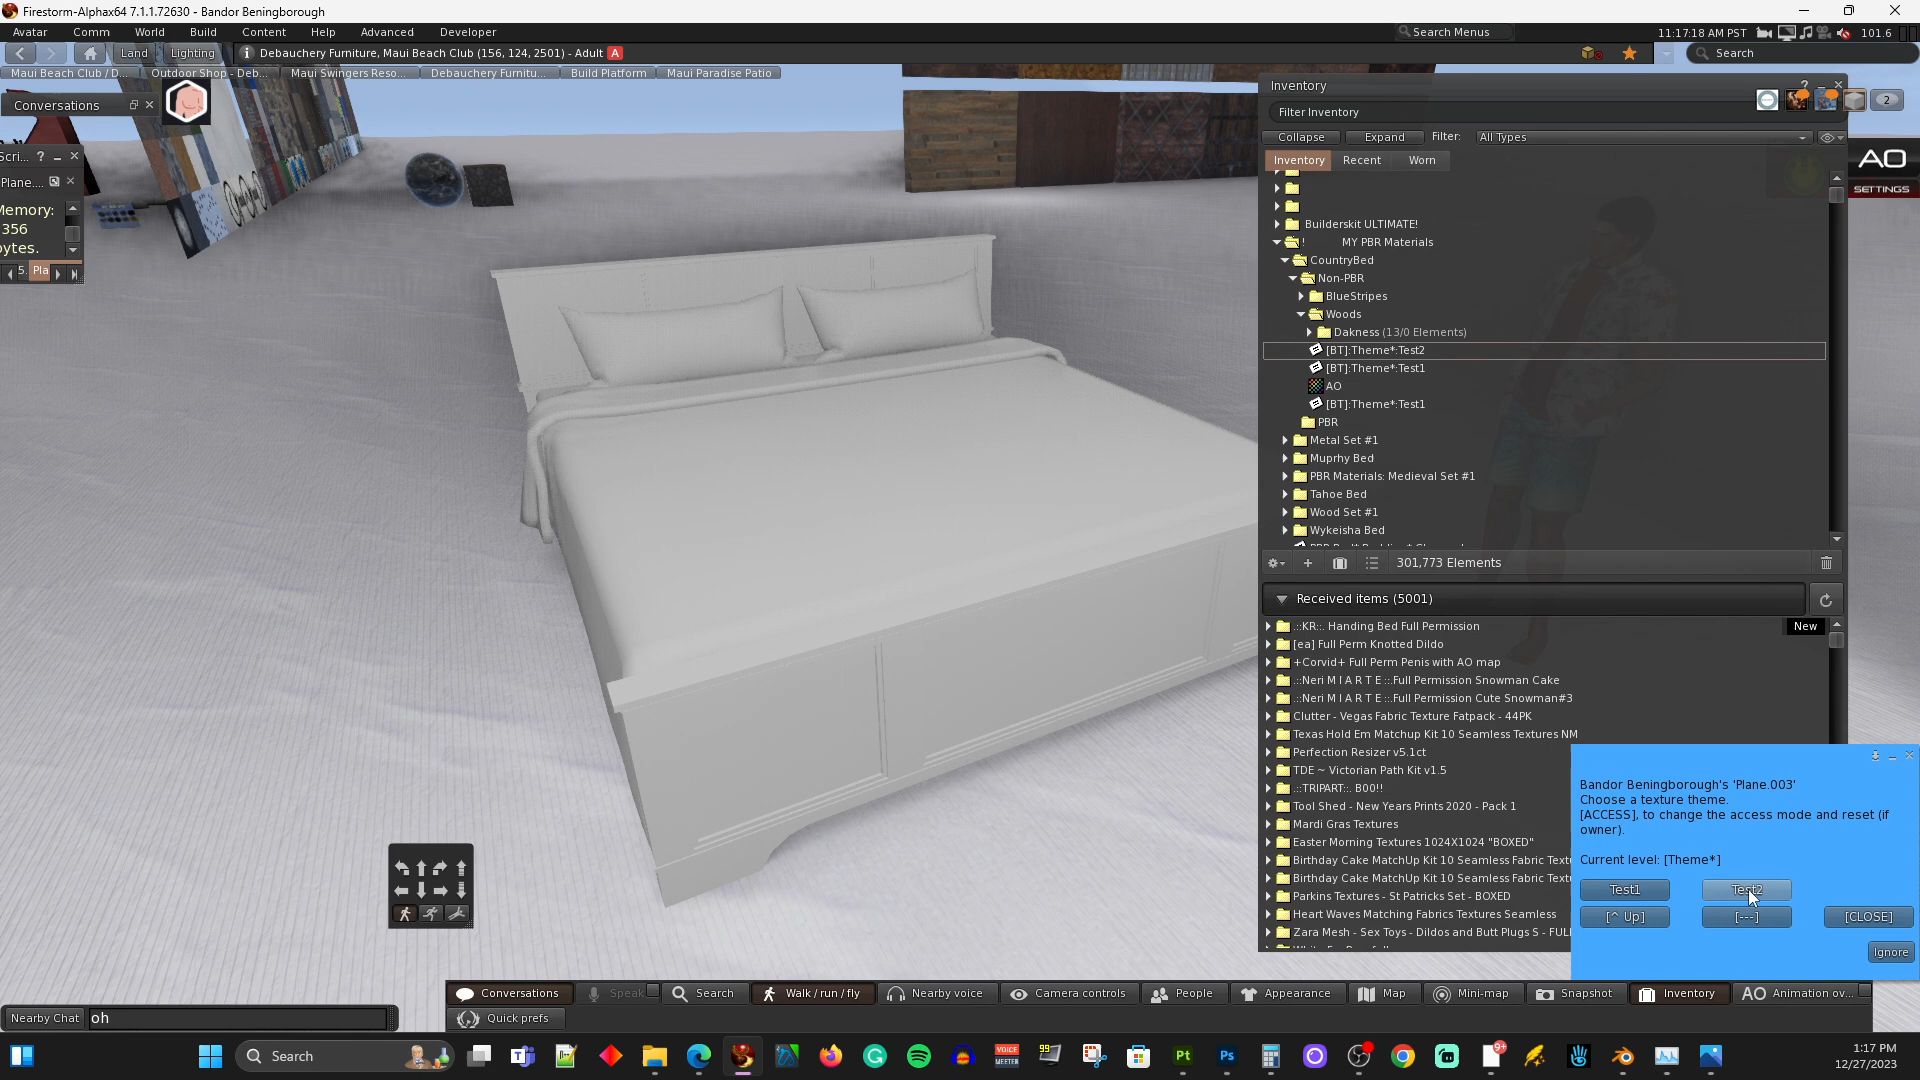 Firestorm-Alphax64 7.1.1.72630 - Bandor Beningborough
Avatar Comm World Build Content Help Advanced Developer
Search Menus
11:17:18 AM PST
101.6
Land Lighting
Debauchery Furniture, Maui Beach Club (156, 124, 2501) - Adult A
Search
Maui Beach Club / D... Outdoor Shop - Deb... Maui Swingers Reso... Debauchery Furnitu... Build Platform Maui Paradise Patio
Conversations
Scri... ?
Plane....
Memory:
356
bytes.
5. Pla
Inventory
Filter Inventory
2
Collapse Expand Filter: All Types
Inventory Recent Worn
AO
SETTINGS
Builderskit ULTIMATE!
! MY PBR Materials
CountryBed
Non-PBR
BlueStripes
Woods
Dakness (13/0 Elements)
[BT]:Theme*:Test2
[BT]:Theme*:Test1
AO
[BT]:Theme*:Test1
PBR
Metal Set #1
Muprhy Bed
PBR Materials: Medieval Set #1
Tahoe Bed
Wood Set #1
Wykeisha Bed
301,773 Elements
Received items (5001)
.::KR::. Handing Bed Full Permission
New
[ea] Full Perm Knotted Dildo
+Corvid+ Full Perm Penis with AO map
.::Neri M I A R T E ::.Full Permission Snowman Cake
.::Neri M I A R T E ::.Full Permission Cute Snowman#3
Clutter - Vegas Fabric Texture Fatpack - 44PK
Texas Hold Em Matchup Kit 10 Seamless Textures NM
Perfection Resizer v5.1ct
TDE ~ Victorian Path Kit v1.5
.::TRIPART::. B00!!
Tool Shed - New Years Prints 2020 - Pack 1
Mardi Gras Textures
Easter Morning Textures 1024X1024 "BOXED"
Birthday Cake MatchUp Kit 10 Seamless Fabric Text
Birthday Cake MatchUp Kit 10 Seamless Fabric Text
Parkins Textures - St Patricks Set - BOXED
Heart Waves Matching Fabrics Textures Seamless
Zara Mesh - Sex Toys - Dildos and Butt Plugs S - FULL
Bandor Beningborough's 'Plane.003'
Choose a texture theme.
[ACCESS], to change the access mode and reset (if
owner).
Current level: [Theme*]
Test1 Test2
[^ Up] [---] [CLOSE]
Ignore
Conversations Speak Search Walk / run / fly Nearby voice Camera controls People Appearance Map Mini-map Snapshot Inventory Animation ov...
Nearby Chat oh
Quick prefs
Search
VOICE
MEETER
99
Pt
Ps
9+
1:17 PM
12/27/2023